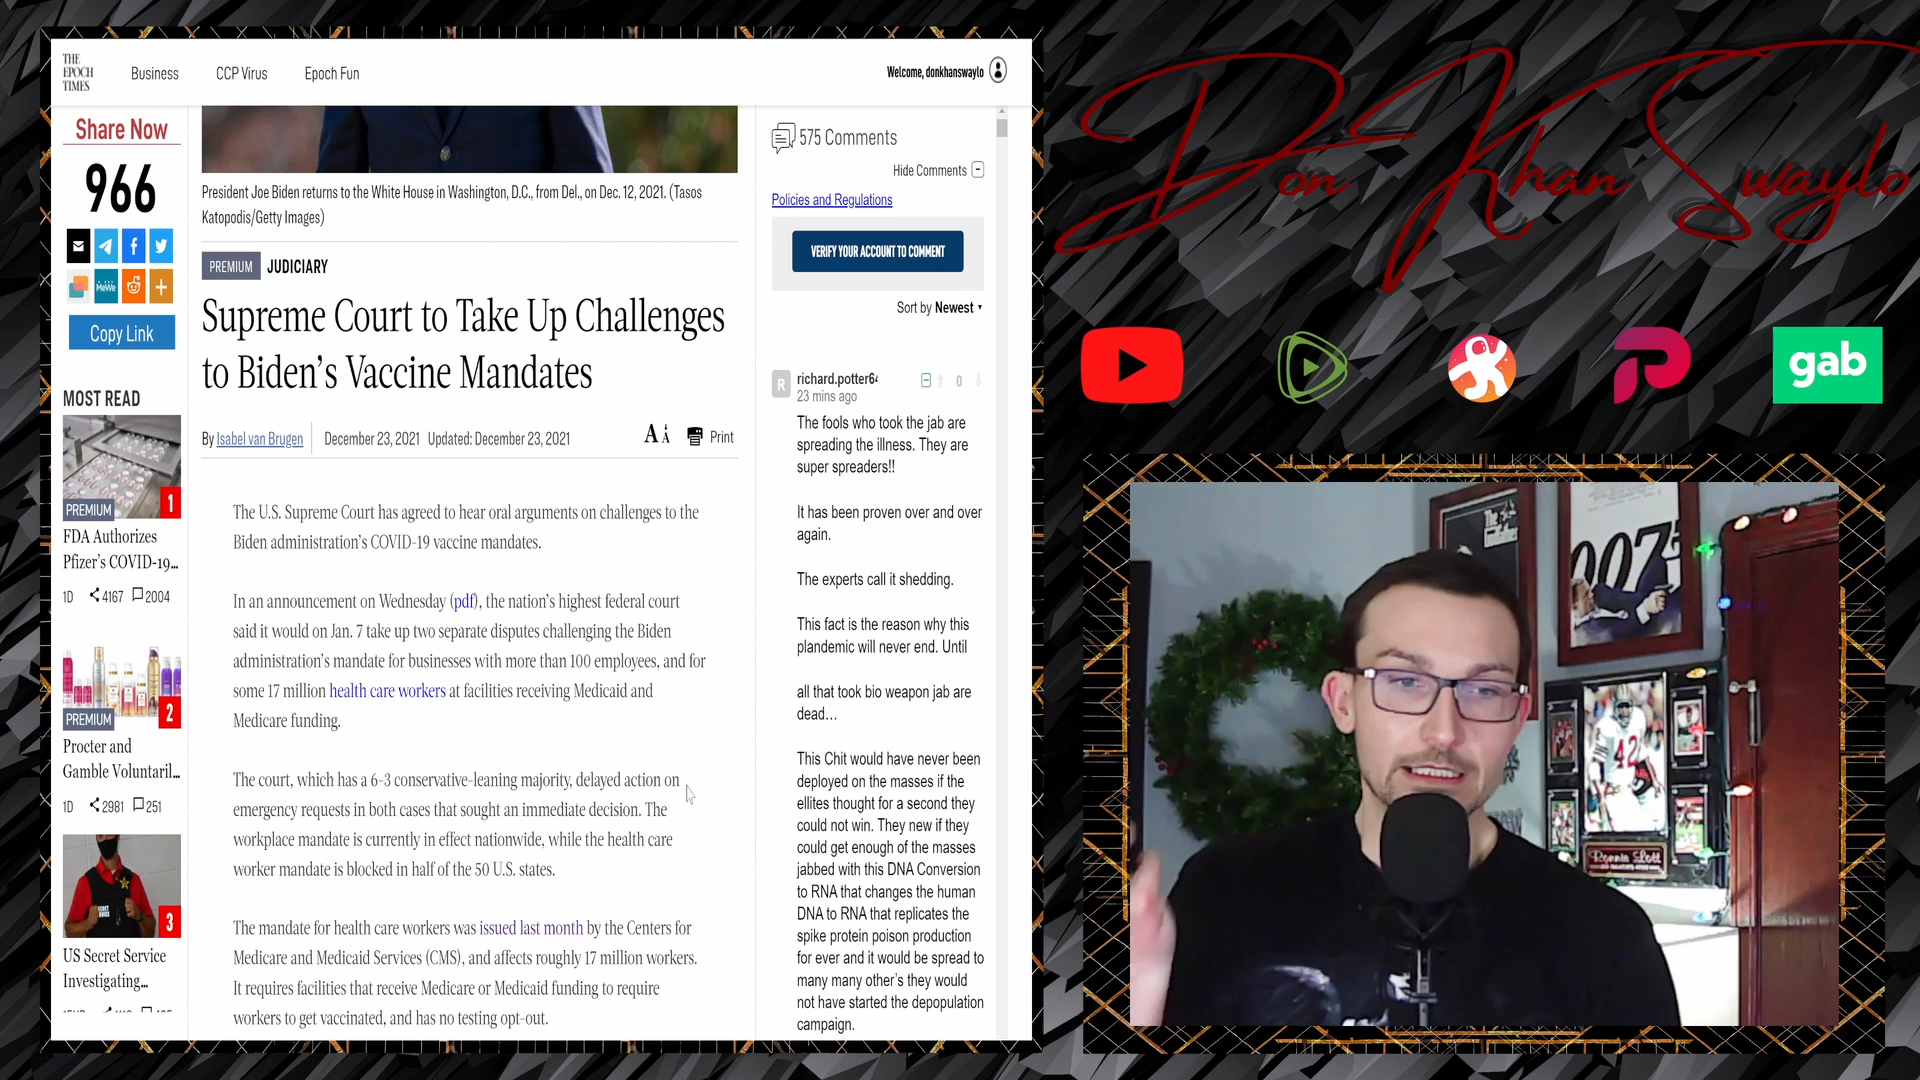 THE
EPOCH
TIMES
Business
CCP Virus
Epoch Fun
Welcome, donkhanswaylo
Share Now
966
MeWe
Copy Link
MOST READ
PREMIUM
1
FDA Authorizes
Pfizer's COVID-19...
1D
4167
2004
PREMIUM
2
Procter and
Gamble Voluntaril...
1D
2981
251
3
US Secret Service
Investigating...
President Joe Biden returns to the White House in Washington, D.C., from Del., on Dec. 12, 2021. (Tasos
Katopodis/Getty Images)
PREMIUM JUDICIARY
Supreme Court to Take Up Challenges
to Biden's Vaccine Mandates
By Isabel van Brugen
December 23, 2021 Updated: December 23, 2021
A A
Print
The U.S. Supreme Court has agreed to hear oral arguments on challenges to the
Biden administration's COVID-19 vaccine mandates.
In an announcement on Wednesday (pdf), the nation's highest federal court
said it would on Jan. 7 take up two separate disputes challenging the Biden
administration's mandate for businesses with more than 100 employees, and for
some 17 million health care workers at facilities receiving Medicaid and
Medicare funding.
The court, which has a 6-3 conservative-leaning majority, delayed action on
emergency requests in both cases that sought an immediate decision. The
workplace mandate is currently in effect nationwide, while the health care
worker mandate is blocked in half of the 50 U.S. states.
The mandate for health care workers was issued last month by the Centers for
Medicare and Medicaid Services (CMS), and affects roughly 17 million workers.
It requires facilities that receive Medicare or Medicaid funding to require
workers to get vaccinated, and has no testing opt-out.
575 Comments
Hide Comments
Policies and Regulations
VERIFY YOUR ACCOUNT TO COMMENT
Sort by Newest
R
richard.potter64
0
23 mins ago
The fools who took the jab are
spreading the illness. They are
super spreaders!!
It has been proven over and over
again.
The experts call it shedding.
This fact is the reason why this
plandemic will never end. Until
all that took bio weapon jab are
dead...
This Chit would have never been
deployed on the masses if the
ellites thought for a second they
could not win. They new if they
could get enough of the masses
jabbed with this DNA Conversion
to RNA that changes the human
DNA to RNA that replicates the
spike protein poison production
for ever and it would be spread to
many many other's they would
not have started the depopulation
campaign.
Don Khan Swaylo
gab
007
42
Ronnie Lott